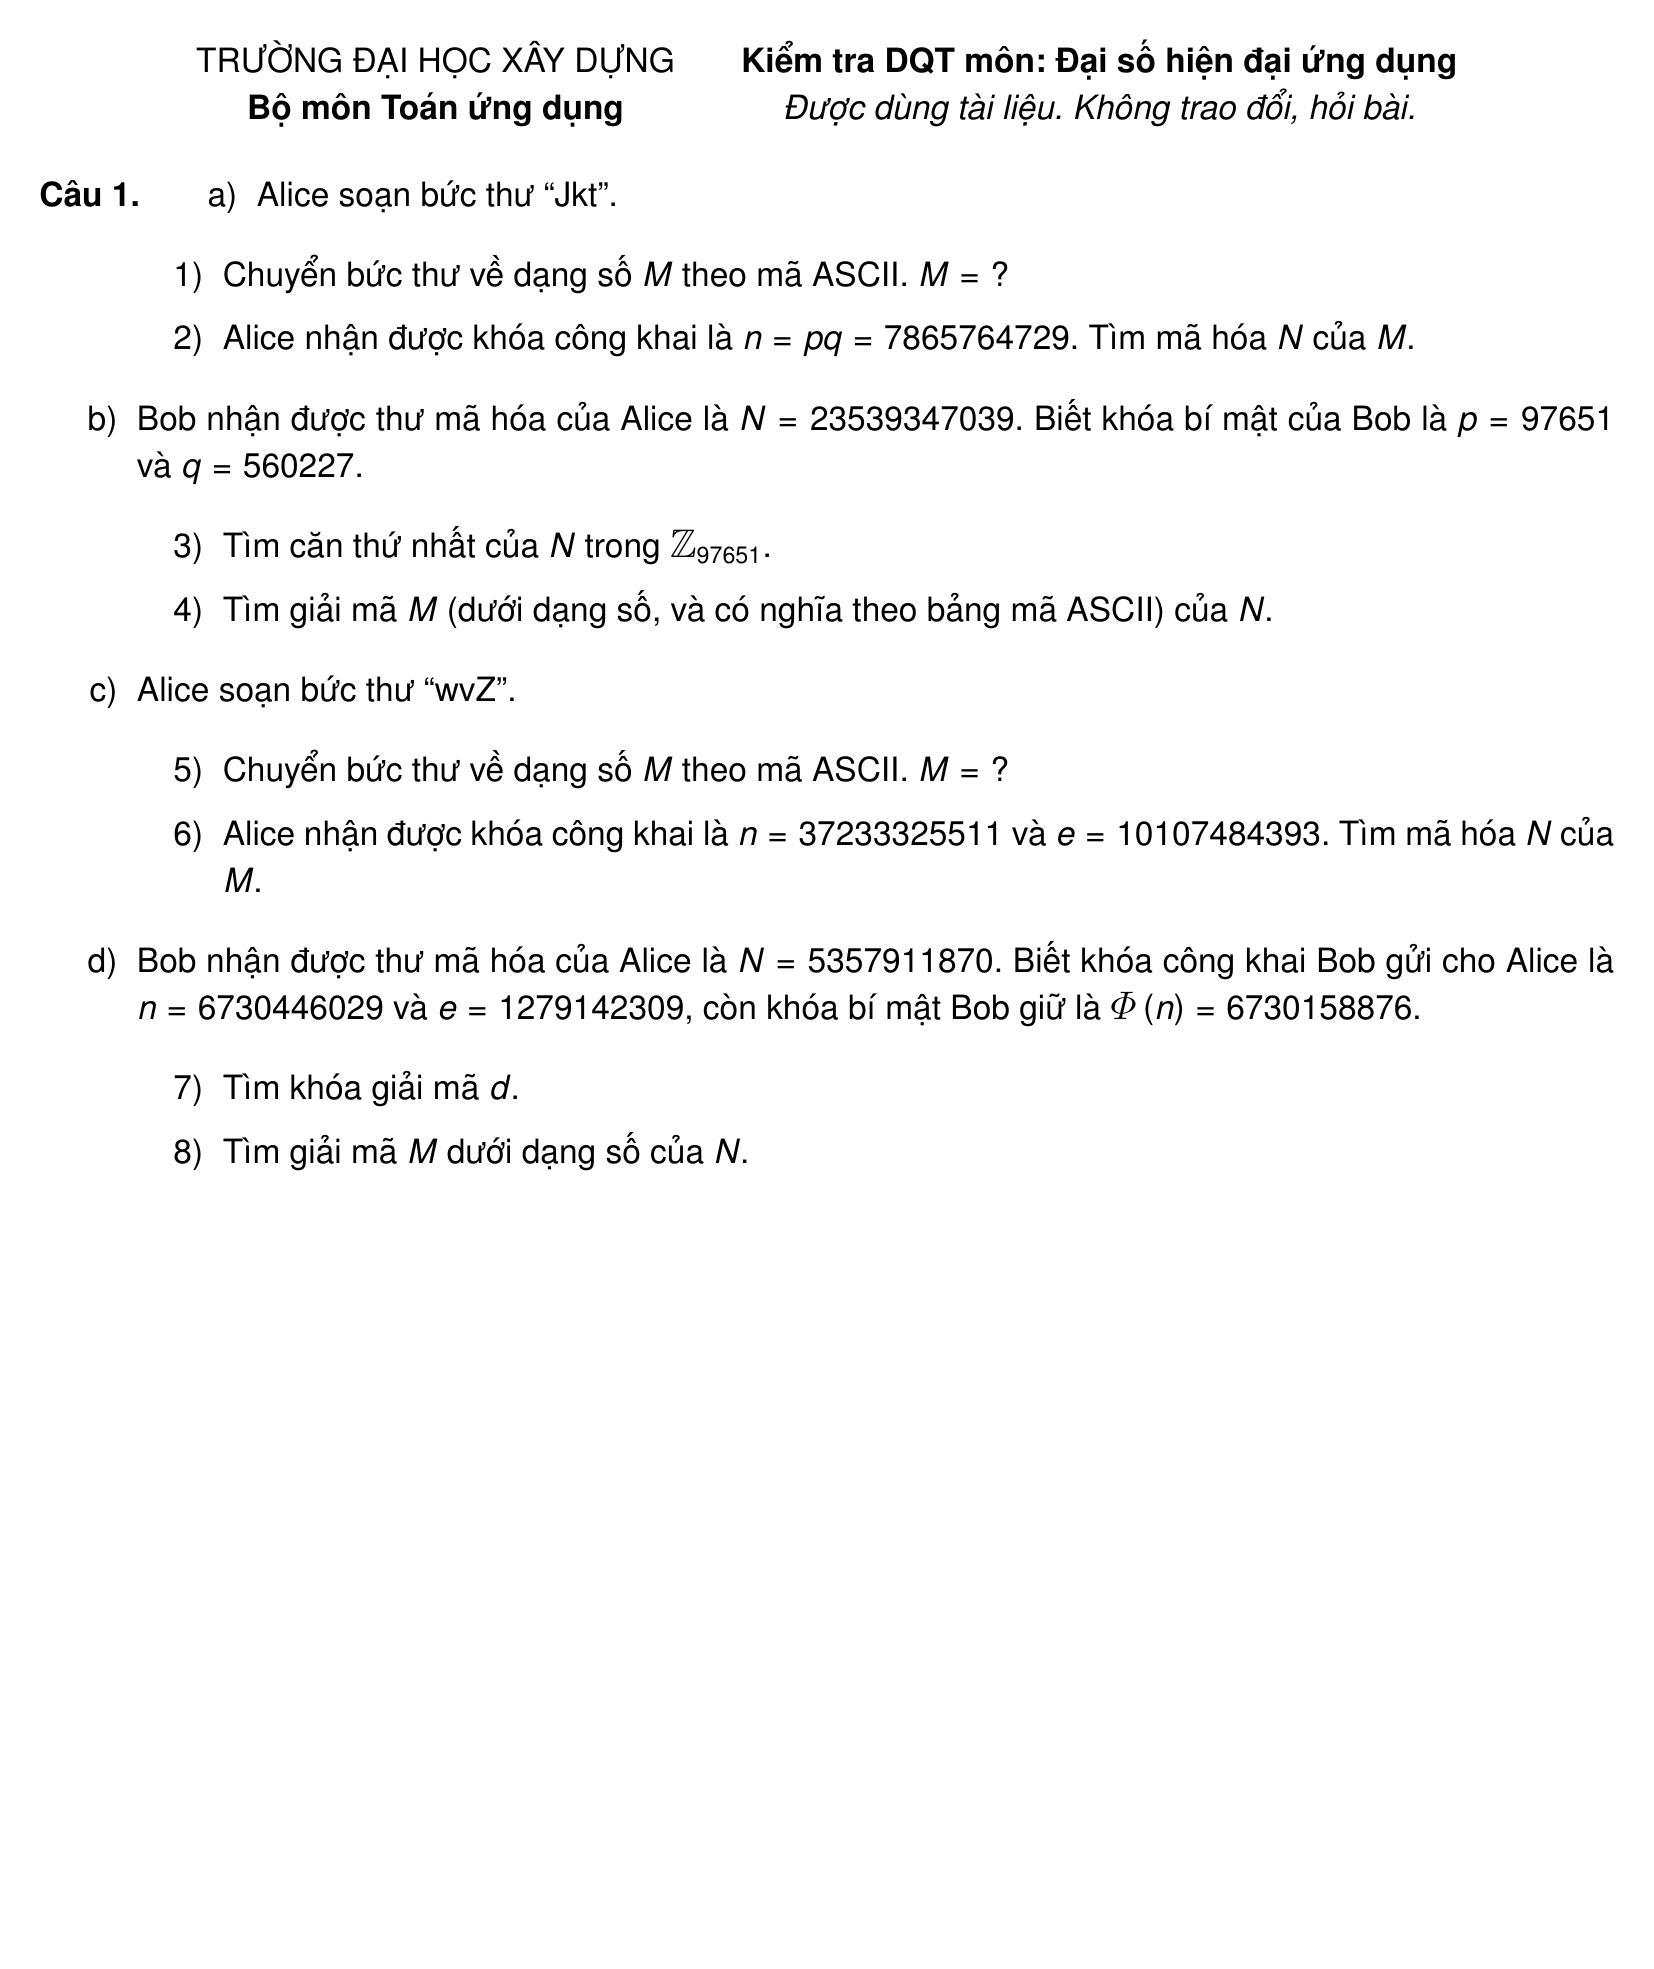 TRƯỜNG ĐẠI HỌC XÂY DỰNG Kiểm tra DQT môn: Đại số hiện đại ứng dụng
Bộ môn Toán ứng dụng Được dùng tài liệu. Không trao đổi, hỏi bài.
Câu 1. a) Alice soạn bức thư “Jkt”.
1) Chuyển bức thư về dạng số M theo mã ASCII. M = ?
2) Alice nhận được khóa công khai là n = pq = 7865764729. Tìm mã hóa N của M.
b) Bob nhận được thư mã hóa của Alice là N = 23539347039. Biết khóa bí mật của Bob là p = 97651
và q = 560227.
3) Tìm căn thứ nhất của N trong ℤ₉₇₆₅₁.
4) Tìm giải mã M (dưới dạng số, và có nghĩa theo bảng mã ASCII) của N.
c) Alice soạn bức thư “wvZ”.
5) Chuyển bức thư về dạng số M theo mã ASCII. M = ?
6) Alice nhận được khóa công khai là n = 37233325511 và e = 10107484393. Tìm mã hóa N của
M.
d) Bob nhận được thư mã hóa của Alice là N = 5357911870. Biết khóa công khai Bob gửi cho Alice là
n = 6730446029 và e = 1279142309, còn khóa bí mật Bob giữ là Φ(n) = 6730158876.
7) Tìm khóa giải mã d.
8) Tìm giải mã M dưới dạng số của N.